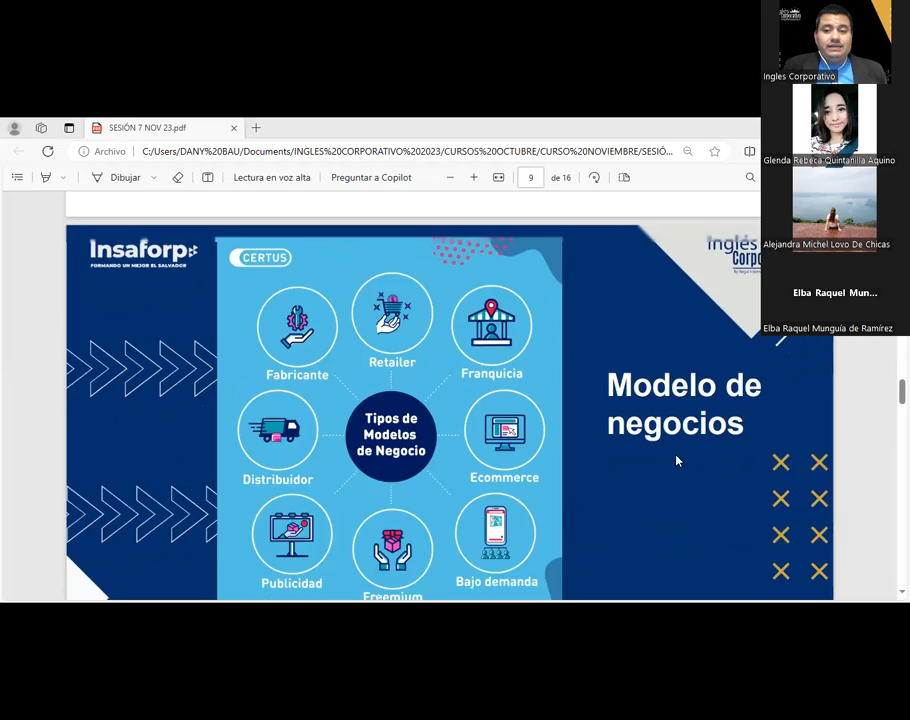 SESIÓN 7 NOV 23.pdf
Archivo
C:/Users/DANY%20BAU/Documents/INGLES%20CORPORATIVO%202023/CURSOS%20OCTUBRE/CURSO%20NOVIEMBRE/SESIÓ...
Dibujar
Lectura en voz alta
Preguntar a Copilot
9
de 16
Ingles Corporativo
Glenda Rebeca Quintanilla Aquino
Alejandra Michel Lovo De Chicas
Elba Raquel Mun...
Elba Raquel Munguía de Ramírez
Insaforp
FORMANDO UN MEJOR EL SALVADOR
CERTUS
Inglés
Corpo
Fabricante
Retailer
Franquicia
Distribuidor
Tipos de
Modelos
de Negocio
Ecommerce
Publicidad
Freemium
Bajo demanda
Modelo de
negocios